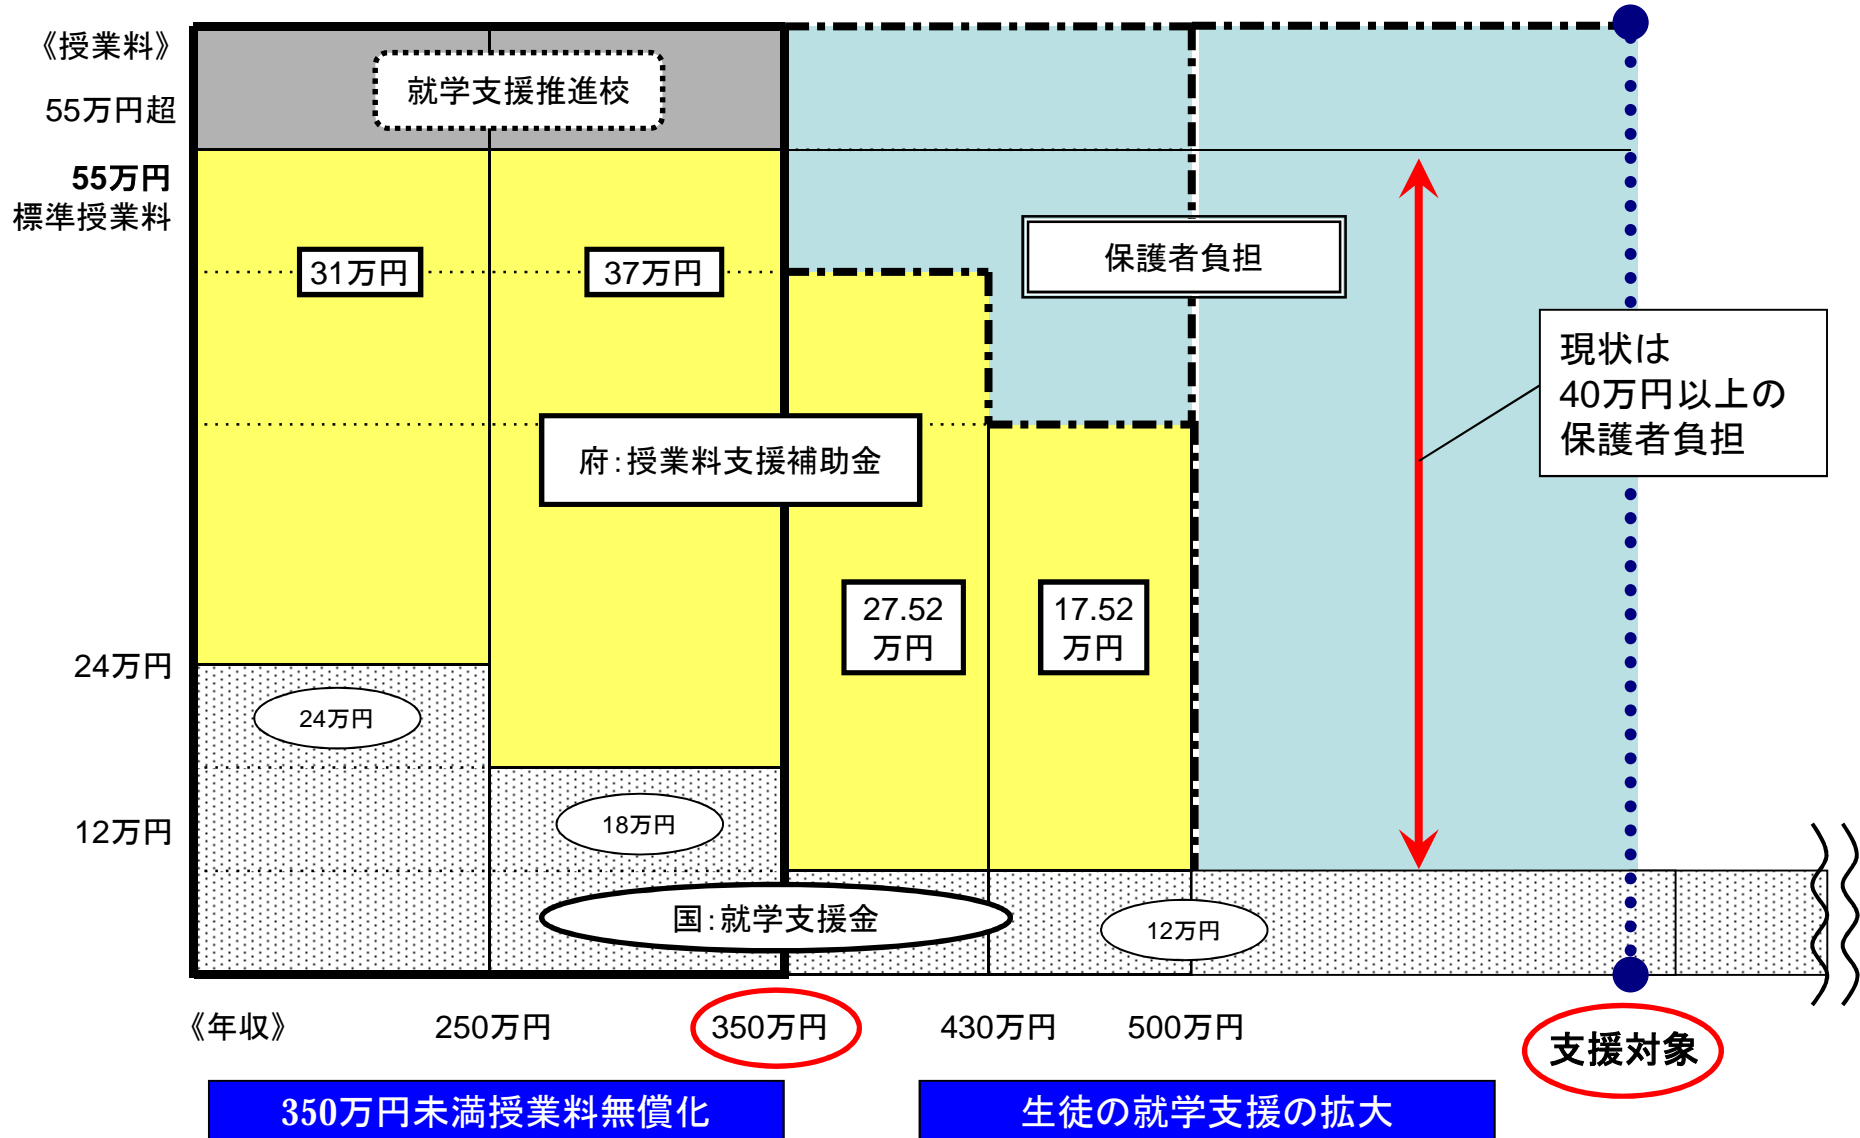 《授業料》
55万円超
就学支援推進校
55万円
標準授業料
31万円
37万円
保護者負担
現状は
40万円以上の
保護者負担
府:授業料支援補助金
27.52
万円
17.52
万円
24万円
24万円
18万円
12万円
国:就学支援金
12万円
《年収》
250万円
350万円
430万円
500万円
支援対象
350万円未満授業料無償化
生徒の就学支援の拡大